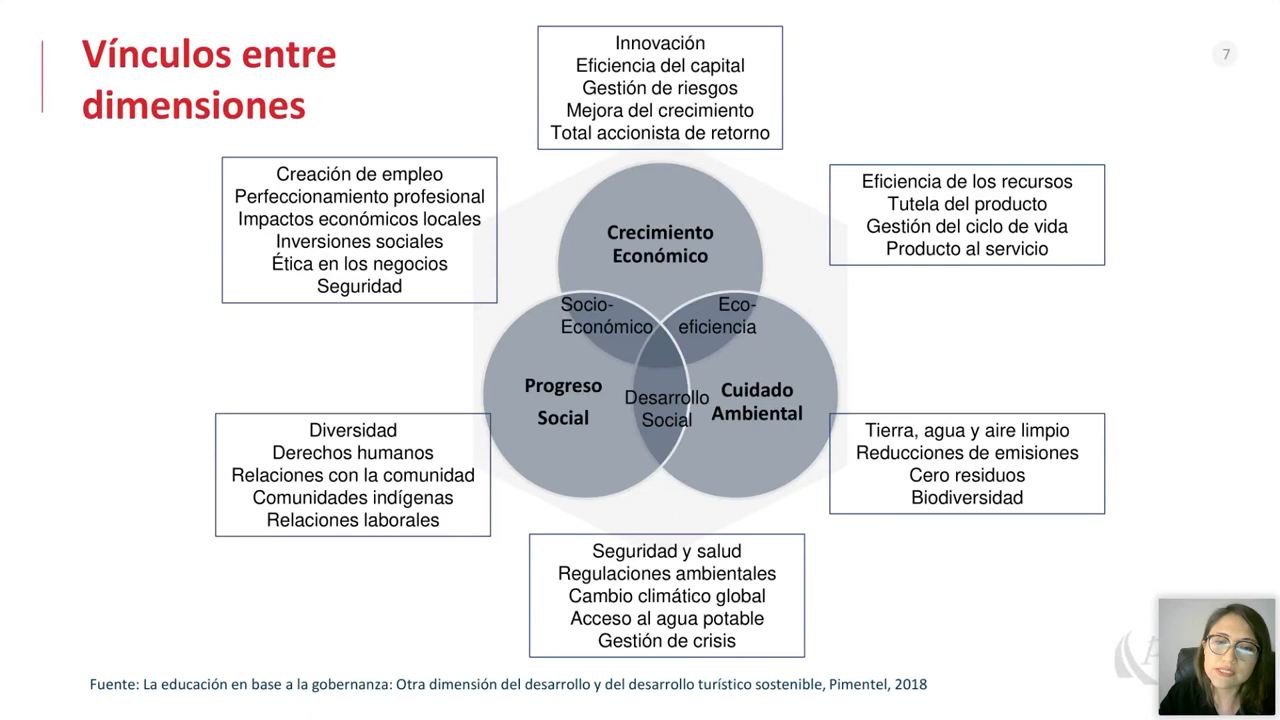 Vínculos entre
dimensiones
7
Innovación
Eficiencia del capital
Gestión de riesgos
Mejora del crecimiento
Total accionista de retorno
Creación de empleo
Perfeccionamiento profesional
Impactos económicos locales
Inversiones sociales
Ética en los negocios
Seguridad
Eficiencia de los recursos
Tutela del producto
Gestión del ciclo de vida
Producto al servicio
Crecimiento
Económico
Socio-
Económico
Eco-
eficiencia
Progreso
Social
Desarrollo
Social
Cuidado
Ambiental
Diversidad
Derechos humanos
Relaciones con la comunidad
Comunidades indígenas
Relaciones laborales
Tierra, agua y aire limpio
Reducciones de emisiones
Cero residuos
Biodiversidad
Seguridad y salud
Regulaciones ambientales
Cambio climático global
Acceso al agua potable
Gestión de crisis
Fuente: La educación en base a la gobernanza: Otra dimensión del desarrollo y del desarrollo turístico sostenible, Pimentel, 2018